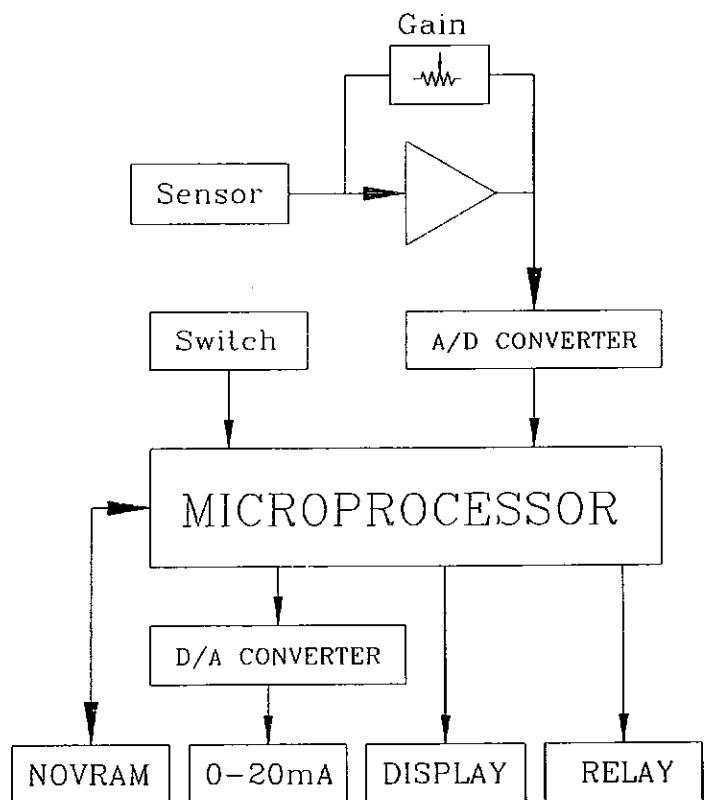 Gain
Sensor
Switch
A/D CONVERTER
MICROPROCESSOR
D/A CONVERTER
NOVRAM
0-20mA
DISPLAY
RELAY